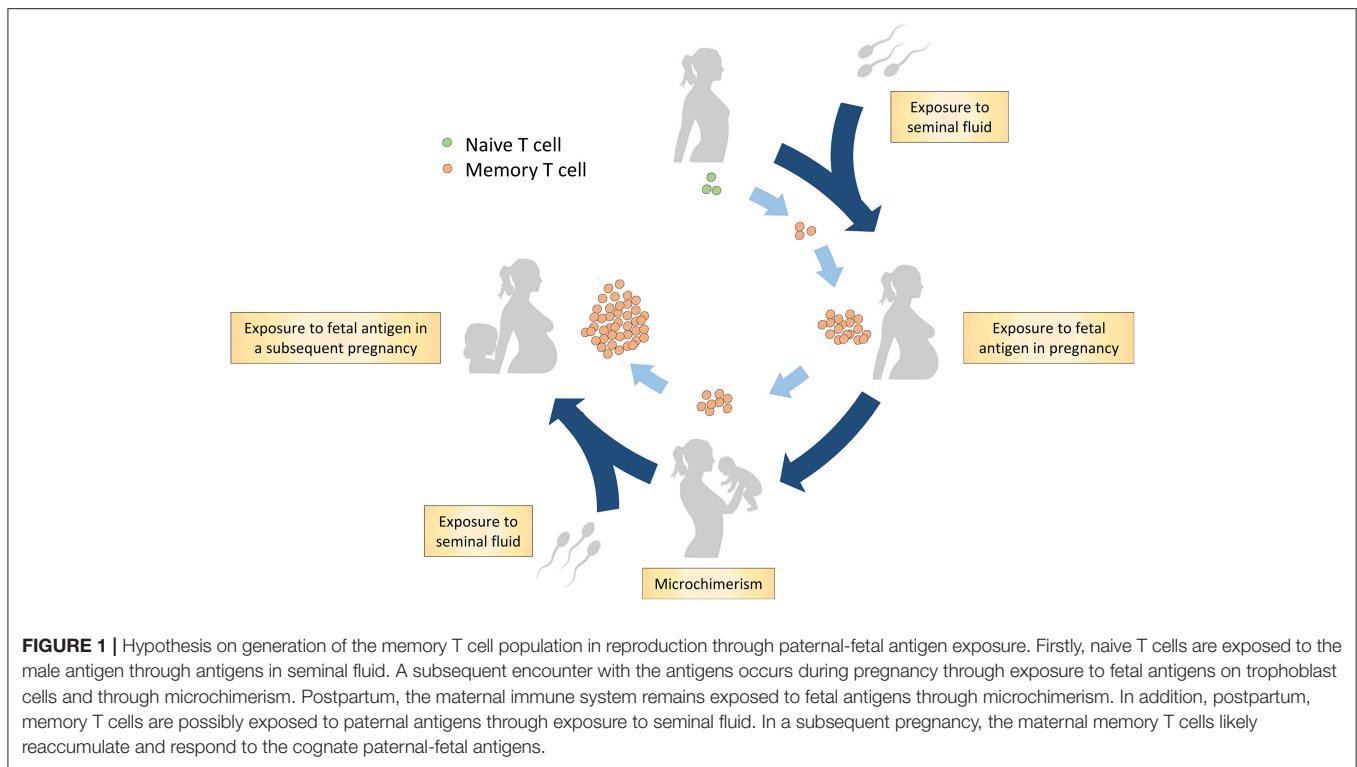 Exposure to
seminal fluid
Naive T cell
Memory T cell
Exposure to fetal antigen in
a subsequent pregnancy
Exposure to fetal
antigen in pregnancy
Exposure to
seminal fluid
Microchimerism
FIGURE 1 | Hypothesis on generation of the memory T cell population in reproduction through paternal-fetal antigen exposure. Firstly, naive T cells are exposed to the
male antigen through antigens in seminal fluid. A subsequent encounter with the antigens occurs during pregnancy through exposure to fetal antigens on trophoblast
cells and through microchimerism. Postpartum, the maternal immune system remains exposed to fetal antigens through microchimerism. In addition, postpartum,
memory T cells are possibly exposed to paternal antigens through exposure to seminal fluid. In a subsequent pregnancy, the maternal memory T cells likely
reaccumulate and respond to the cognate paternal-fetal antigens.